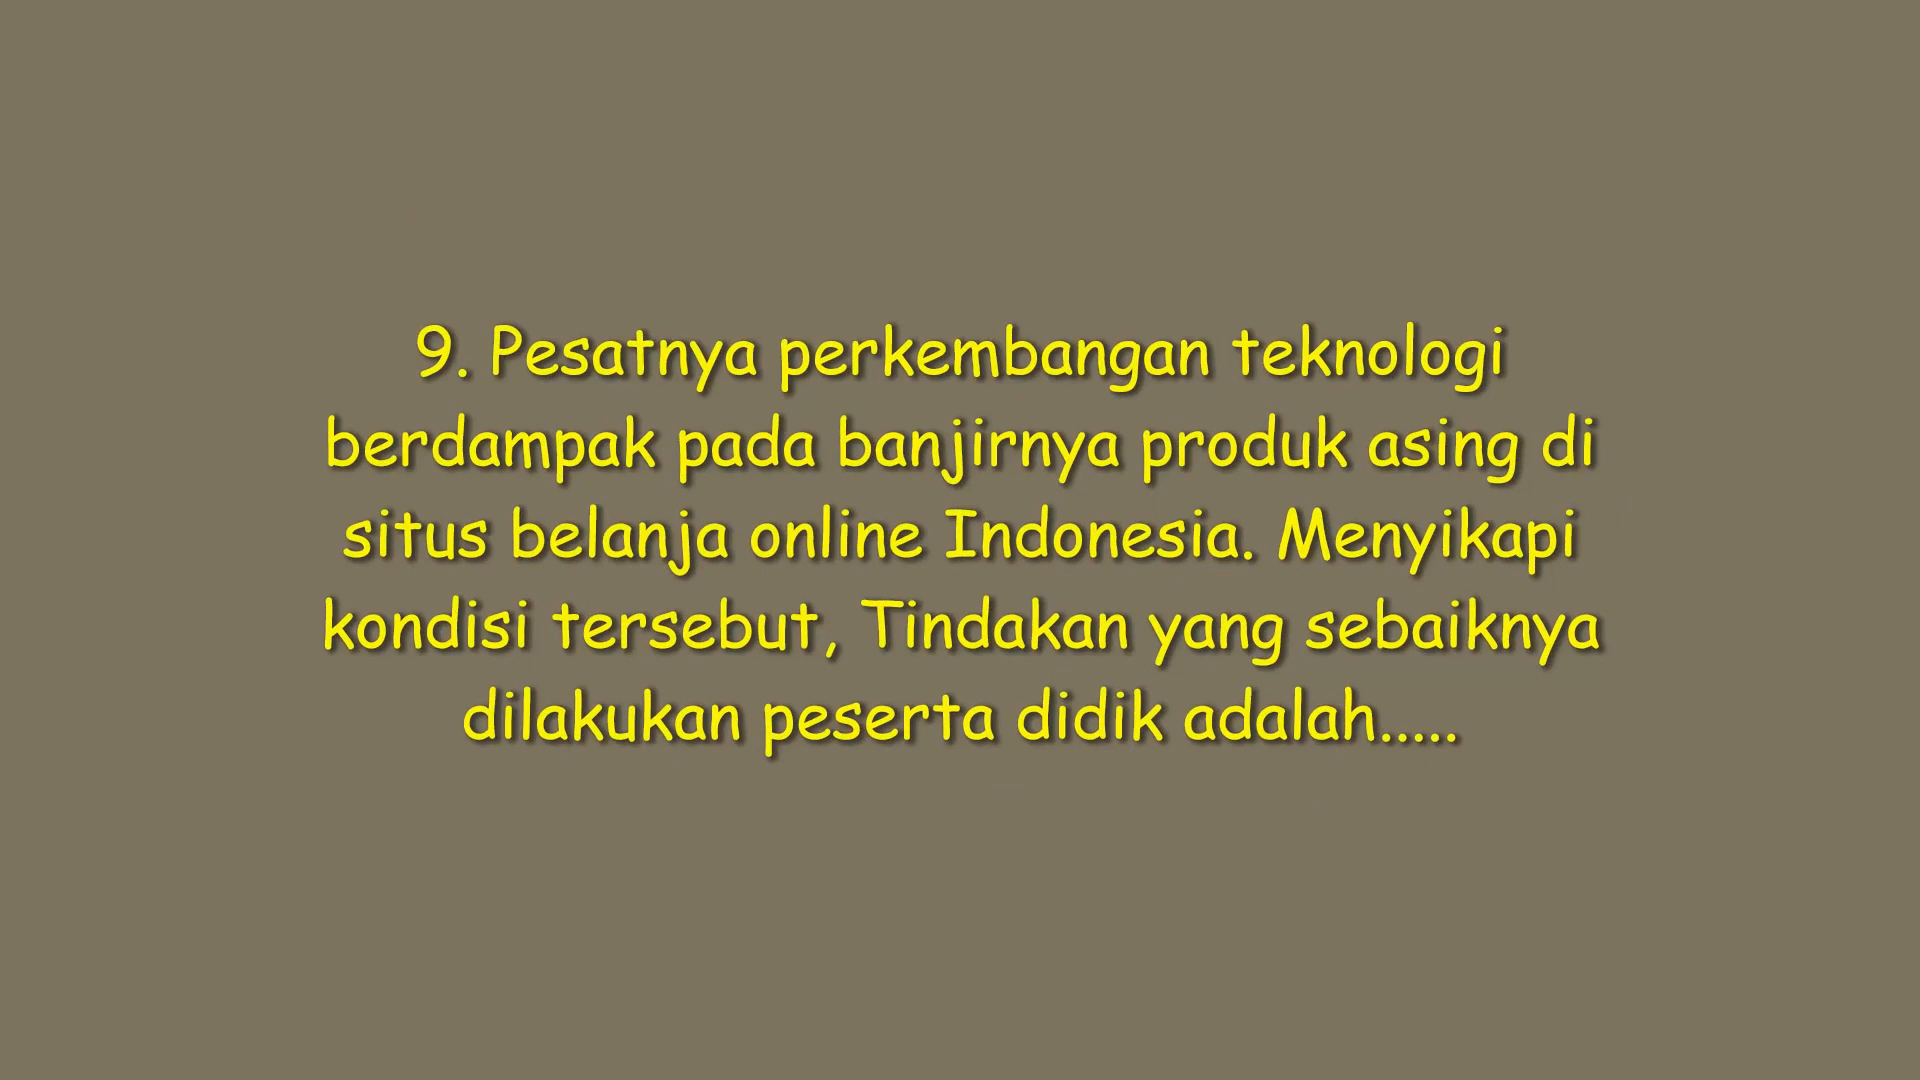 9. Pesatnya perkembangan teknologi
berdampak pada banjirnya produk asing di
situs belanja online Indonesia. Menyikapi
kondisi tersebut, Tindakan yang sebaiknya
dilakukan peserta didik adalah.....